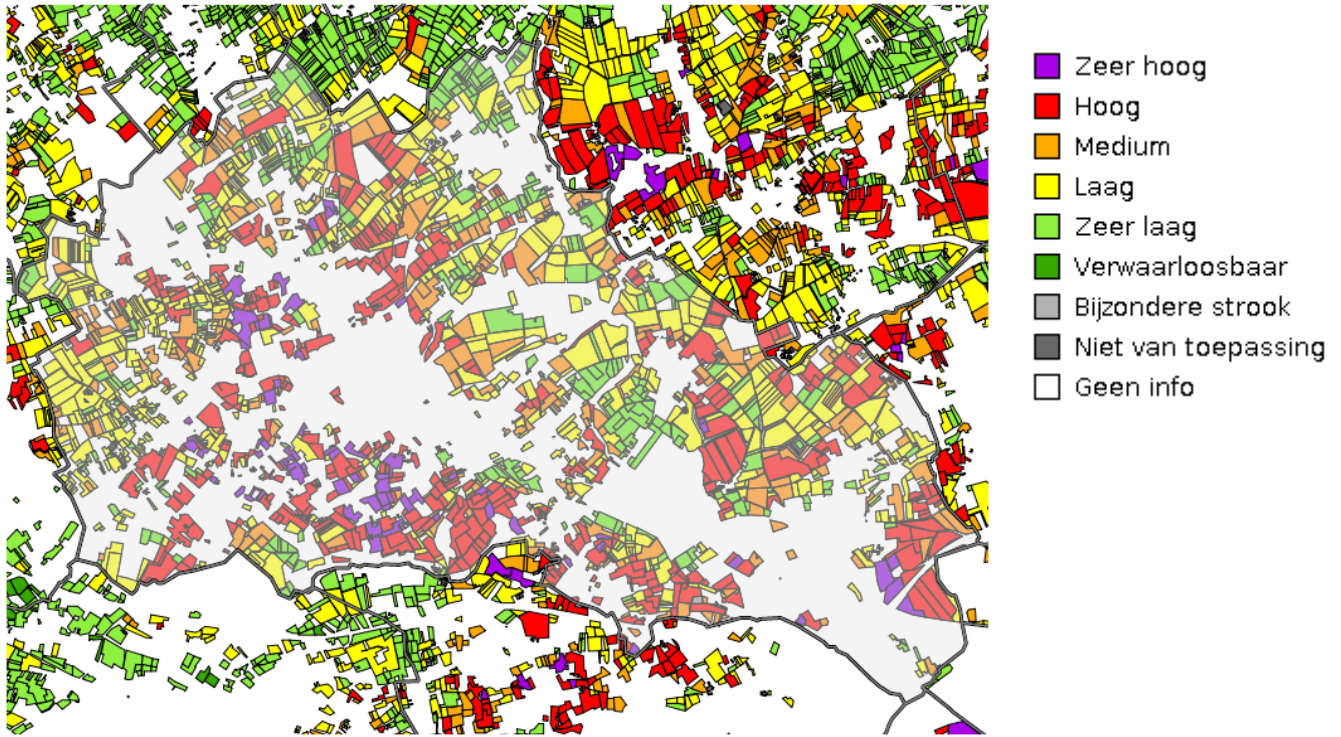 Zeer hoog
Hoog
Medium
Laag
Zeer laag
Verwaarloosbaar
Bijzondere strook
Niet van toepassing
Geen info